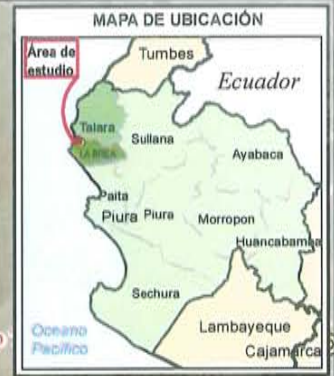 MAPA DE UBICACIÓN
Área de
estudio
Tumbes
Ecuador
Talara
Sullana
LA BREA
Ayabaca
Paita
Piura Piura
Morropon
Huancabamba
Sechura
Oceano
Pacífico
Lambayeque
Cajamarca